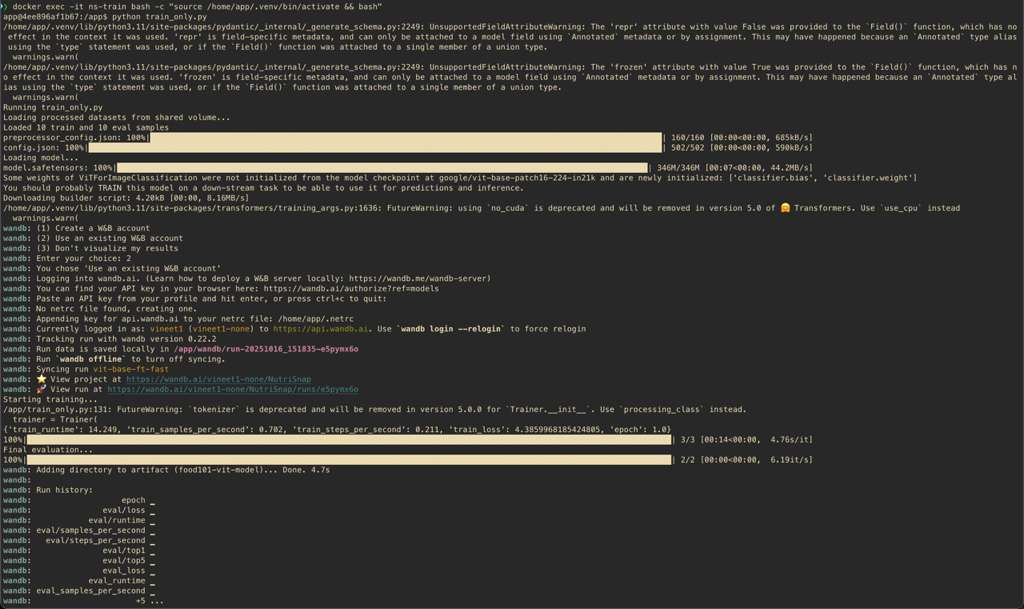 ❯ docker exec -it ns-train bash -c "source /home/app/.venv/bin/activate && bash"
app@4ee896af1b67:/app$ python train_only.py
/home/app/.venv/lib/python3.11/site-packages/pydantic/_internal/_generate_schema.py:2249: UnsupportedFieldAttributeWarning: The 'repr' attribute with value False was provided to the `Field()` function, which has no
effect in the context it was used. 'repr' is field-specific metadata, and can only be attached to a model field using `Annotated` metadata or by assignment. This may have happened because an `Annotated` type alias
using the `type` statement was used, or if the `Field()` function was attached to a single member of a union type.
warnings.warn(
/home/app/.venv/lib/python3.11/site-packages/pydantic/_internal/_generate_schema.py:2249: UnsupportedFieldAttributeWarning: The 'frozen' attribute with value True was provided to the `Field()` function, which has n
o effect in the context it was used. 'frozen' is field-specific metadata, and can only be attached to a model field using `Annotated` metadata or by assignment. This may have happened because an `Annotated` type al
ias using the `type` statement was used, or if the `Field()` function was attached to a single member of a union type.
warnings.warn(
Running train_only.py
Loading processed datasets from shared volume...
Loaded 10 train and 10 eval samples
preprocessor_config.json: 100%| | 160/160 [00:00<00:00, 685kB/s]
config.json: 100%| | 502/502 [00:00<00:00, 590kB/s]
Loading model...
model.safetensors: 100%| | 346M/346M [00:07<00:00, 44.2MB/s]
Some weights of ViTForImageClassification were not initialized from the model checkpoint at google/vit-base-patch16-224-in21k and are newly initialized: ['classifier.bias', 'classifier.weight']
You should probably TRAIN this model on a down-stream task to be able to use it for predictions and inference.
Downloading builder script: 4.20kB [00:00, 8.16MB/s]
/home/app/.venv/lib/python3.11/site-packages/transformers/training_args.py:1636: FutureWarning: using `no_cuda` is deprecated and will be removed in version 5.0 of 🤗 Transformers. Use `use_cpu` instead
warnings.warn(
wandb: (1) Create a W&B account
wandb: (2) Use an existing W&B account
wandb: (3) Don't visualize my results
wandb: Enter your choice: 2
wandb: You chose 'Use an existing W&B account'
wandb: Logging into wandb.ai. (Learn how to deploy a W&B server locally: https://wandb.me/wandb-server)
wandb: You can find your API key in your browser here: https://wandb.ai/authorize?ref=models
wandb: Paste an API key from your profile and hit enter, or press ctrl+c to quit:
wandb: No netrc file found, creating one.
wandb: Appending key for api.wandb.ai to your netrc file: /home/app/.netrc
wandb: Currently logged in as: vineet1 (vineet1-none) to https://api.wandb.ai. Use `wandb login --relogin` to force relogin
wandb: Tracking run with wandb version 0.22.2
wandb: Run data is saved locally in /app/wandb/run-20251016_151835-e5pymx6o
wandb: Run `wandb offline` to turn off syncing.
wandb: Syncing run vit-base-ft-fast
wandb: ⭐ View project at https://wandb.ai/vineet1-none/NutriSnap
wandb: 🚀 View run at https://wandb.ai/vineet1-none/NutriSnap/runs/e5pymx6o
Starting training...
/app/train_only.py:131: FutureWarning: `tokenizer` is deprecated and will be removed in version 5.0.0 for `Trainer.__init__`. Use `processing_class` instead.
trainer = Trainer(
{'train_runtime': 14.249, 'train_samples_per_second': 0.702, 'train_steps_per_second': 0.211, 'train_loss': 4.3859968185424805, 'epoch': 1.0}
100%| | 3/3 [00:14<00:00, 4.76s/it]
Final evaluation...
100%| | 2/2 [00:00<00:00, 6.19it/s]
wandb: Adding directory to artifact (food101-vit-model)... Done. 4.7s
wandb:
wandb: Run history:
wandb: epoch ▁
wandb: eval/loss ▁
wandb: eval/runtime ▁
wandb: eval/samples_per_second ▁
wandb: eval/steps_per_second ▁
wandb: eval/top1 ▁
wandb: eval/top5 ▁
wandb: eval_loss ▁
wandb: eval_runtime ▁
wandb: eval_samples_per_second ▁
wandb: +5 ...